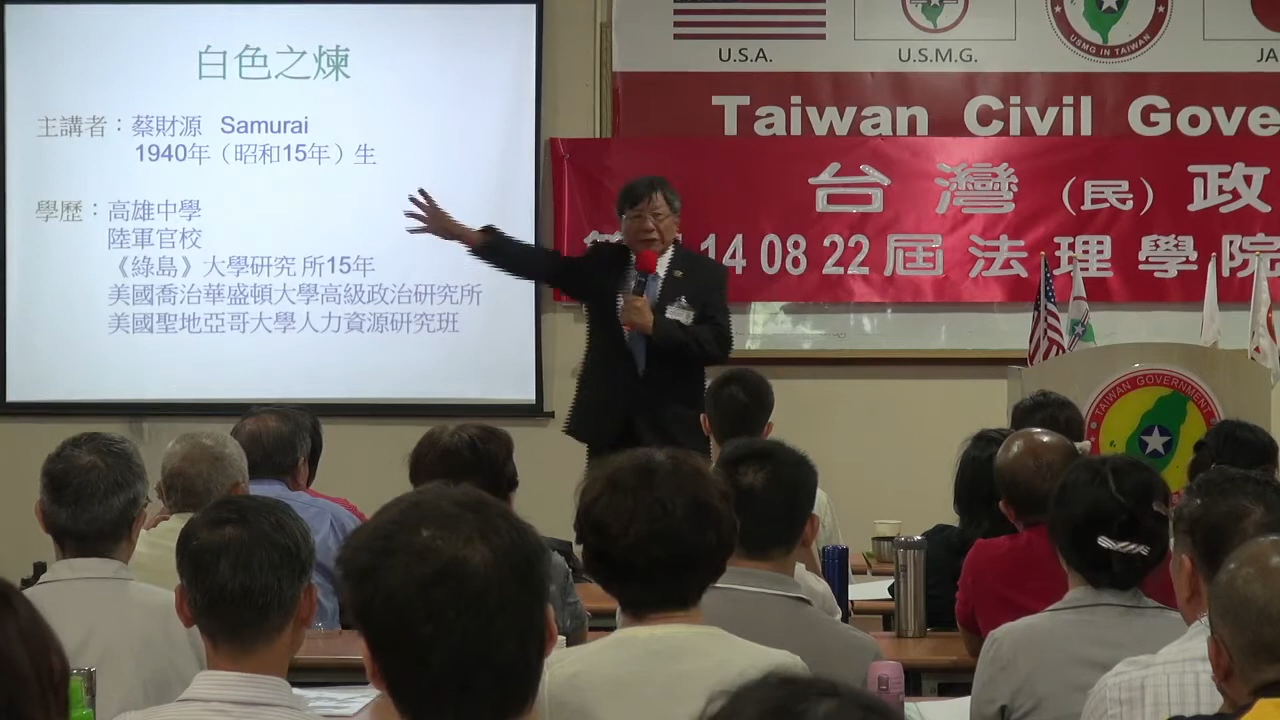 白色之煉
主講者：蔡財源 Samurai
1940年（昭和15年）生
學歷：高雄中學
陸軍官校
《綠島》大學研究 所15年
美國喬治華盛頓大學高級政治研究所
美國聖地亞哥大學人力資源研究班
U.S.A.
U.S.M.G.
USMG IN TAIWAN
JA
Taiwan Civil Gove
台灣（民）政
14 08 22屆法理學院
TAIWAN GOVERNMENT